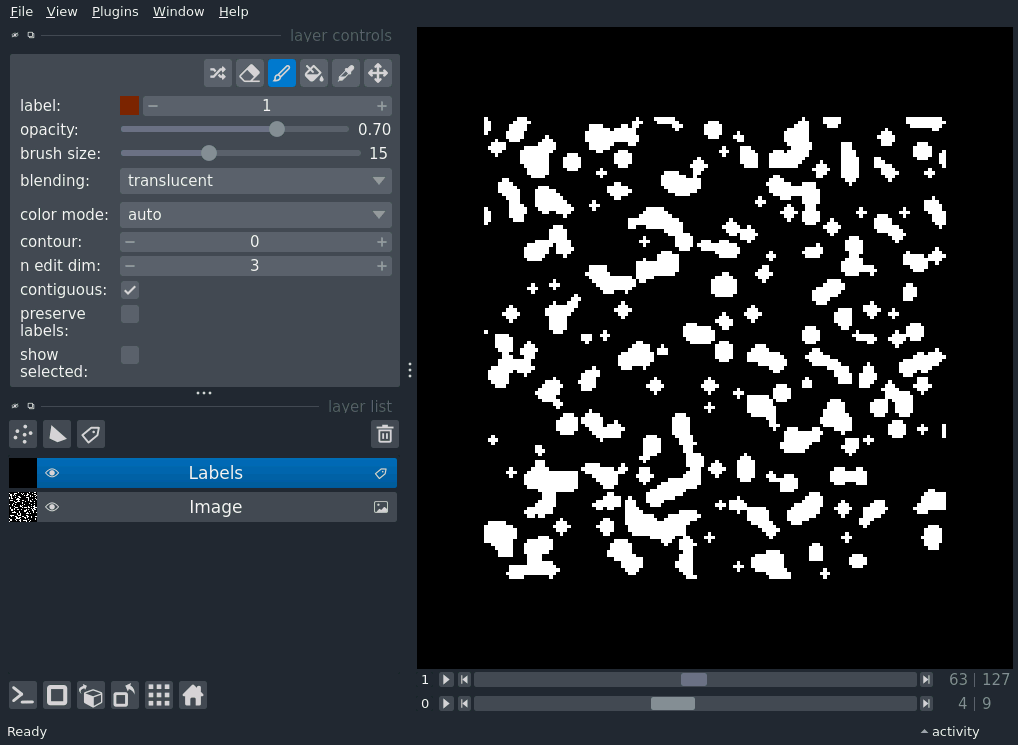 File View Plugins Window Help
layer controls
label: 1
opacity: 0.70
brush size: 15
blending: translucent
color mode: auto
contour: 0
n edit dim: 3
contiguous:
preserve
labels:
show
selected:
layer list
Labels
Image
1 63 | 127
0 4 | 9
Ready
activity